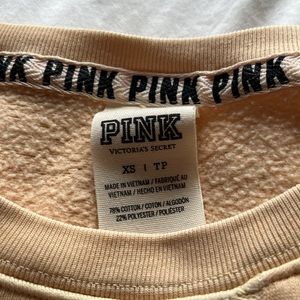 NK PINK PINK PINK
PINK
VICTORIA'S SECRET
XS | TP
MADE IN VIETNAM / FABRIQUÉ AU
VIETNAM / HECHO EN VIETNAM
78% COTTON / COTON / ALGODÓN
22% POLYESTER / POLIÉSTER